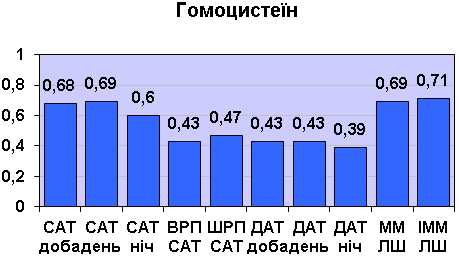 Гомоцистеїн
1
0,8
0,6
0,4
0,2
0
0,68 0,69 0,6 0,43 0,47 0,43 0,43 0,39 0,69 0,71
САТ САТ САТ ВРП ШРП ДАТ ДАТ ДАТ ММ ІММ
доба день ніч САТ САТ доба день ніч ЛШ ЛШ